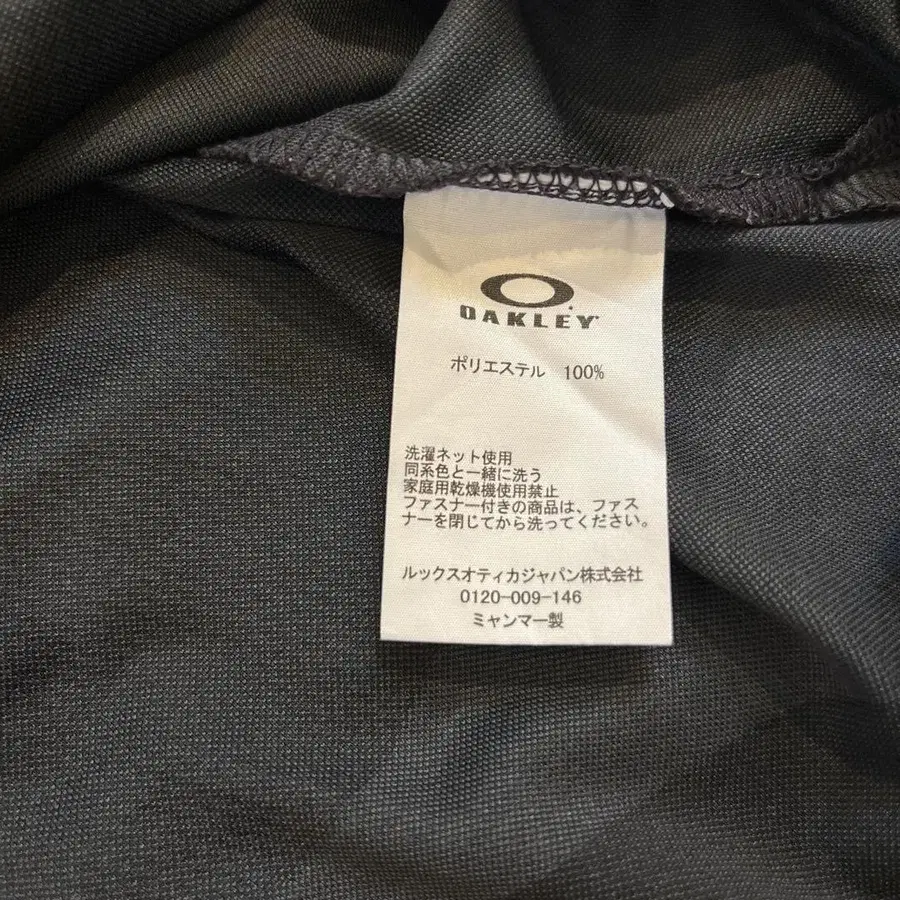 OAKLEY
ポリエステル 100%
洗濯ネット使用
同系色と一緒に洗う
家庭用乾燥機使用禁止
ファスナー付きの商品は、ファス
ナーを閉じてから洗ってください。
ルックスオティカジャパン株式会社
0120-009-146
ミャンマー製